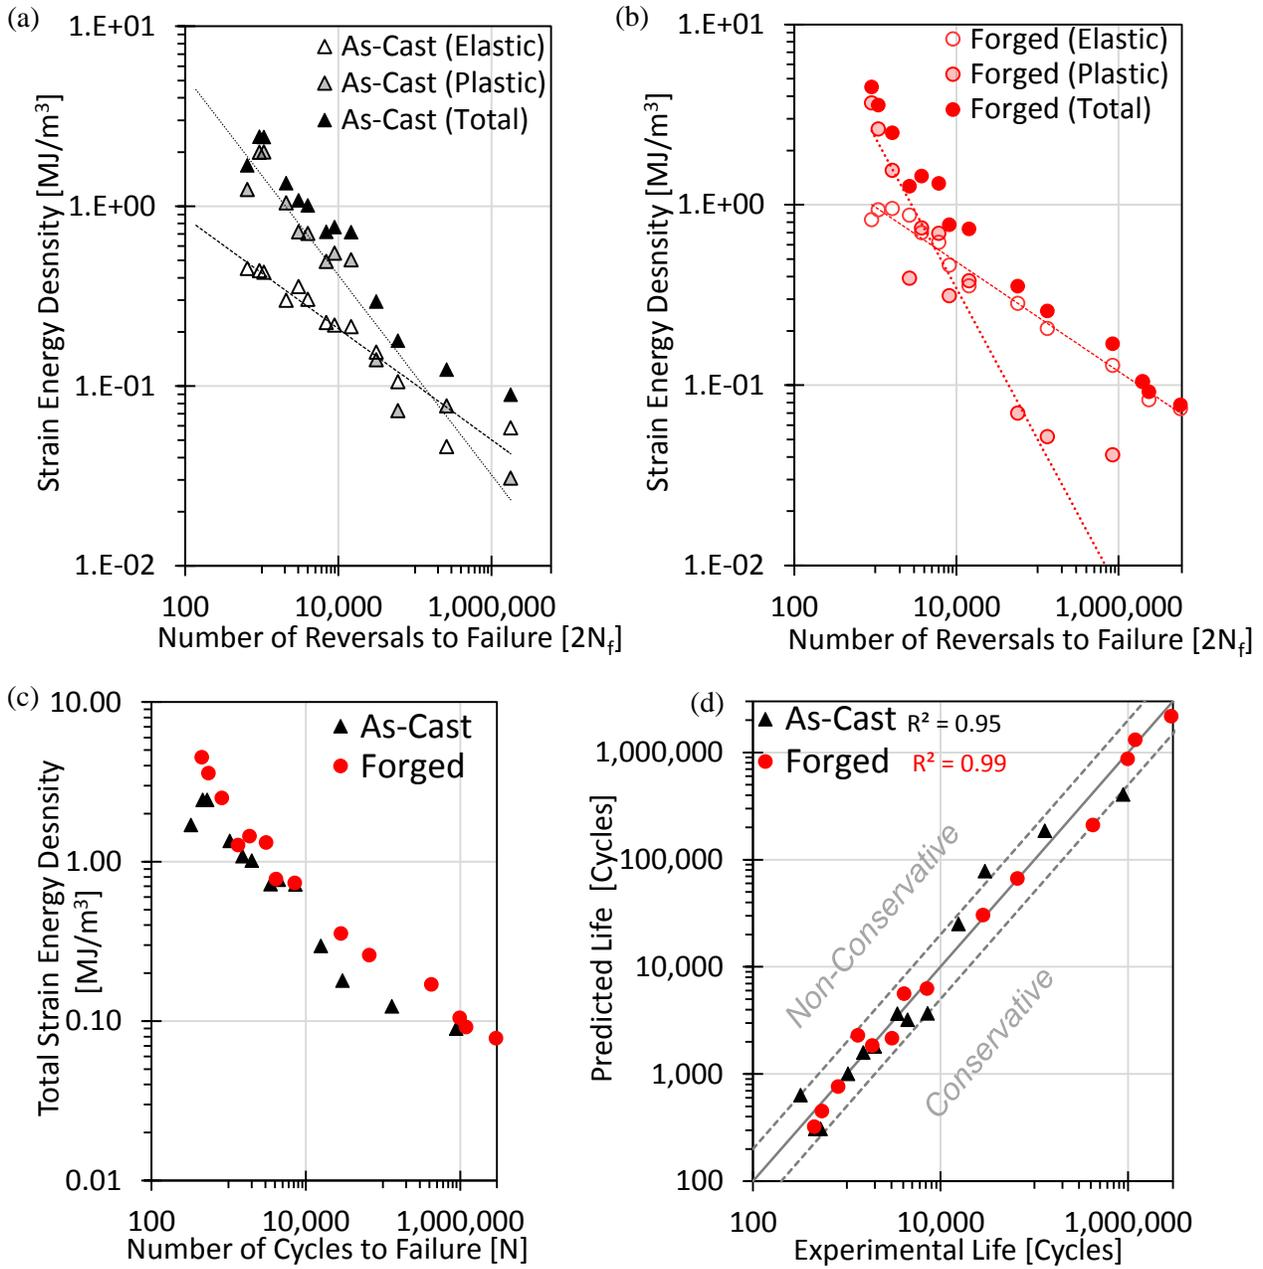 (a)
1.E+01
1.E+00
1.E-01
1.E-02
Strain Energy Desnsity [MJ/m³]
As-Cast (Elastic)
As-Cast (Plastic)
As-Cast (Total)
100
10,000
1,000,000
Number of Reversals to Failure [2Nf]
(b)
1.E+01
1.E+00
1.E-01
1.E-02
Strain Energy Desnsity [MJ/m³]
Forged (Elastic)
Forged (Plastic)
Forged (Total)
100
10,000
1,000,000
Number of Reversals to Failure [2Nf]
(c)
10.00
1.00
0.10
0.01
Total Strain Energy Desnsity
[MJ/m³]
As-Cast
Forged
100
10,000
1,000,000
Number of Cycles to Failure [N]
(d)
1,000,000
100,000
10,000
1,000
100
Predicted Life [Cycles]
As-Cast R² = 0.95
Forged R² = 0.99
Non-Conservative
Conservative
100
10,000
1,000,000
Experimental Life [Cycles]